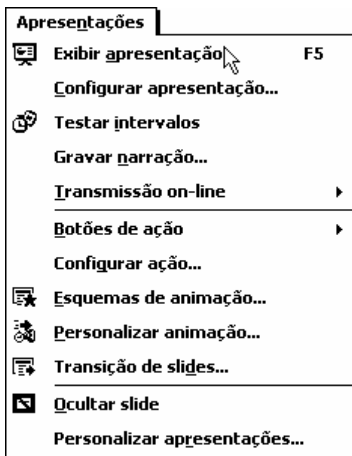 Apresentações
Exibir apresentação F5
Configurar apresentação...
Testar intervalos
Gravar narração...
Transmissão on-line
Botões de ação
Configurar ação...
Esquemas de animação...
Personalizar animação...
Transição de slides...
Ocultar slide
Personalizar apresentações...